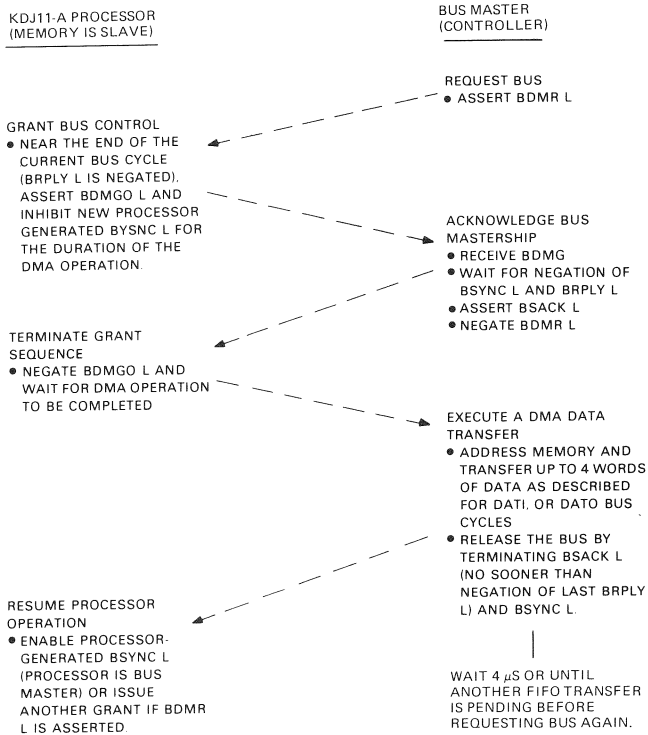 KDJ11-A PROCESSOR
(MEMORY IS SLAVE)
BUS MASTER
(CONTROLLER)
REQUEST BUS
● ASSERT BDMR L
GRANT BUS CONTROL
● NEAR THE END OF THE
CURRENT BUS CYCLE
(BRPLY L IS NEGATED),
ASSERT BDMGO L AND
INHIBIT NEW PROCESSOR
GENERATED BYSNC L FOR
THE DURATION OF THE
DMA OPERATION.
ACKNOWLEDGE BUS
MASTERSHIP
● RECEIVE BDMG
● WAIT FOR NEGATION OF
BSYNC L AND BRPLY L
● ASSERT BSACK L
● NEGATE BDMR L
TERMINATE GRANT
SEQUENCE
● NEGATE BDMGO L AND
WAIT FOR DMA OPERATION
TO BE COMPLETED
EXECUTE A DMA DATA
TRANSFER
● ADDRESS MEMORY AND
TRANSFER UP TO 4 WORDS
OF DATA AS DESCRIBED
FOR DATI, OR DATO BUS
CYCLES
● RELEASE THE BUS BY
TERMINATING BSACK L
(NO SOONER THAN
NEGATION OF LAST BRPLY
L) AND BSYNC L.
RESUME PROCESSOR
OPERATION
● ENABLE PROCESSOR-
GENERATED BSYNC L
(PROCESSOR IS BUS
MASTER) OR ISSUE
ANOTHER GRANT IF BDMR
L IS ASSERTED.
WAIT 4 µS OR UNTIL
ANOTHER FIFO TRANSFER
IS PENDING BEFORE
REQUESTING BUS AGAIN.